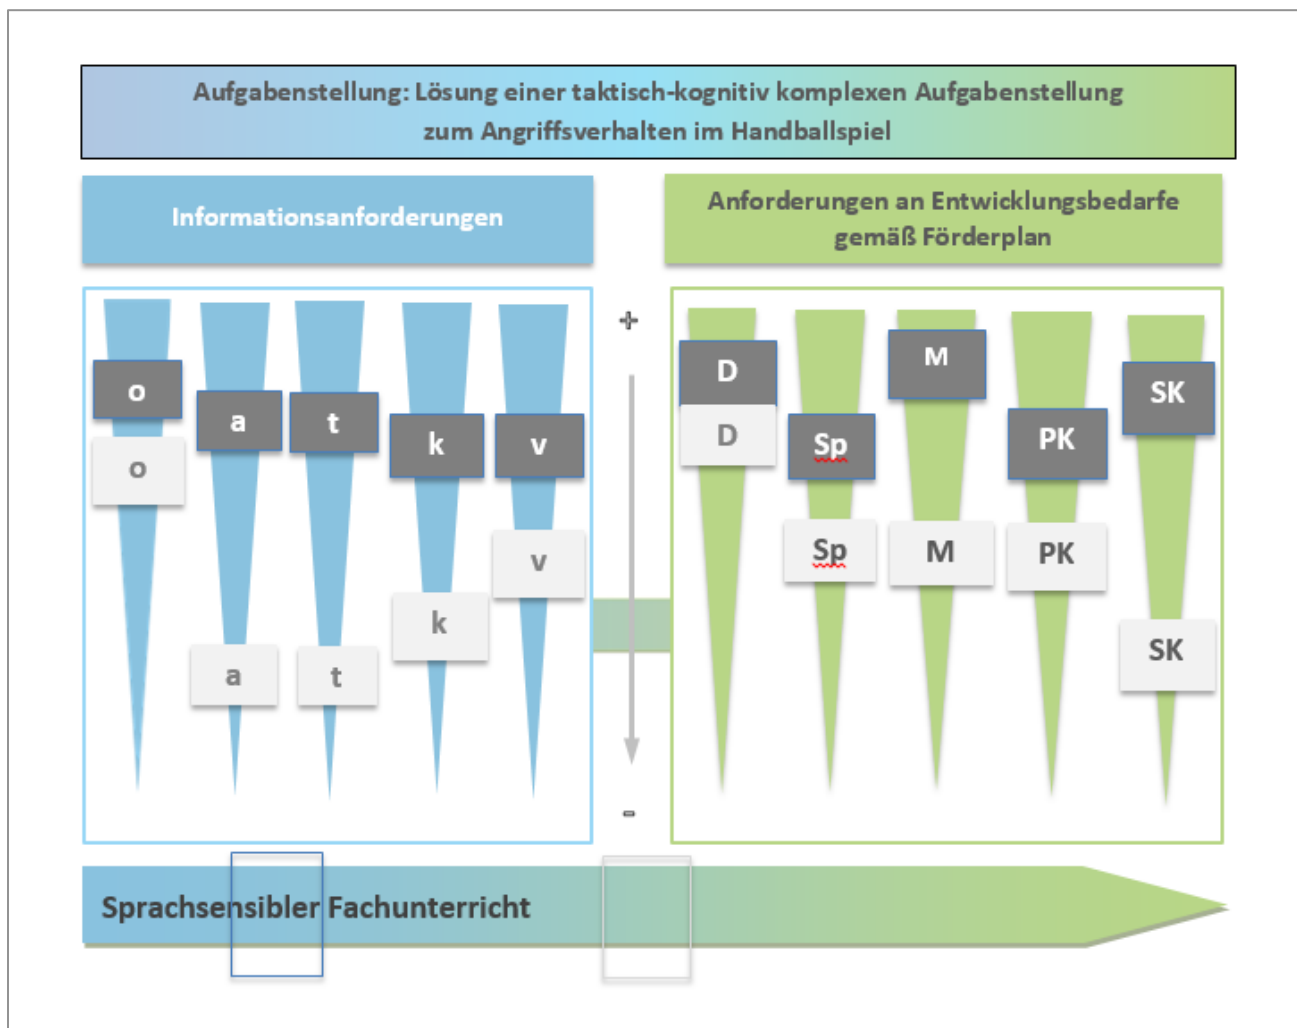 Aufgabenstellung: Lösung einer taktisch-kognitiv komplexen Aufgabenstellung
zum Angriffsverhalten im Handballspiel
Informationsanforderungen
Anforderungen an Entwicklungsbedarfe
gemäß Förderplan
o
a
t
k
v
o
a
t
k
v
+
-
D
Sp
M
PK
SK
D
Sp
M
PK
SK
Sprachsensibler Fachunterricht